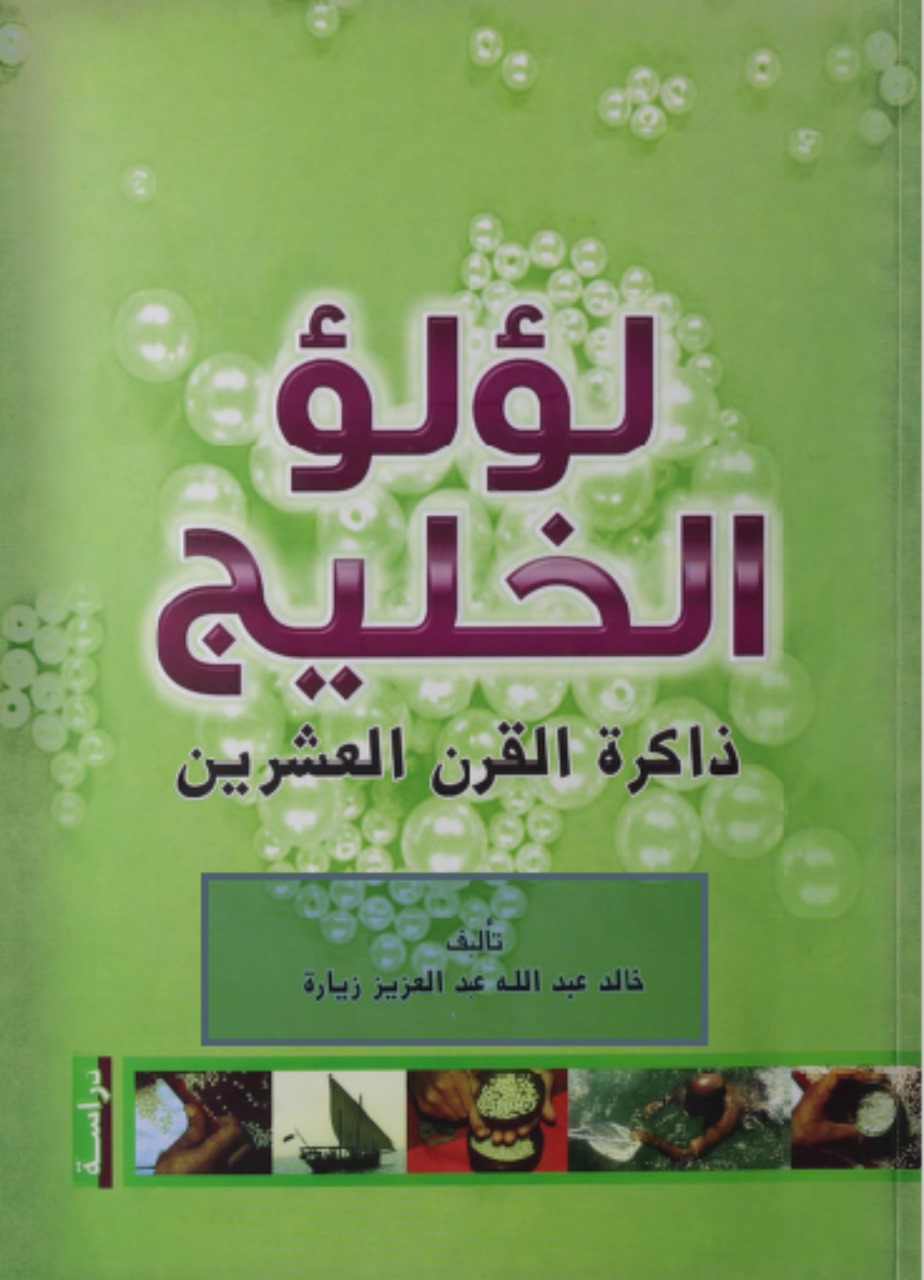 لؤلؤ
الخليج
ذاكرة القرن العشرين
تأليف
خالد عبد الله عبد العزيز زيارة
دراسة